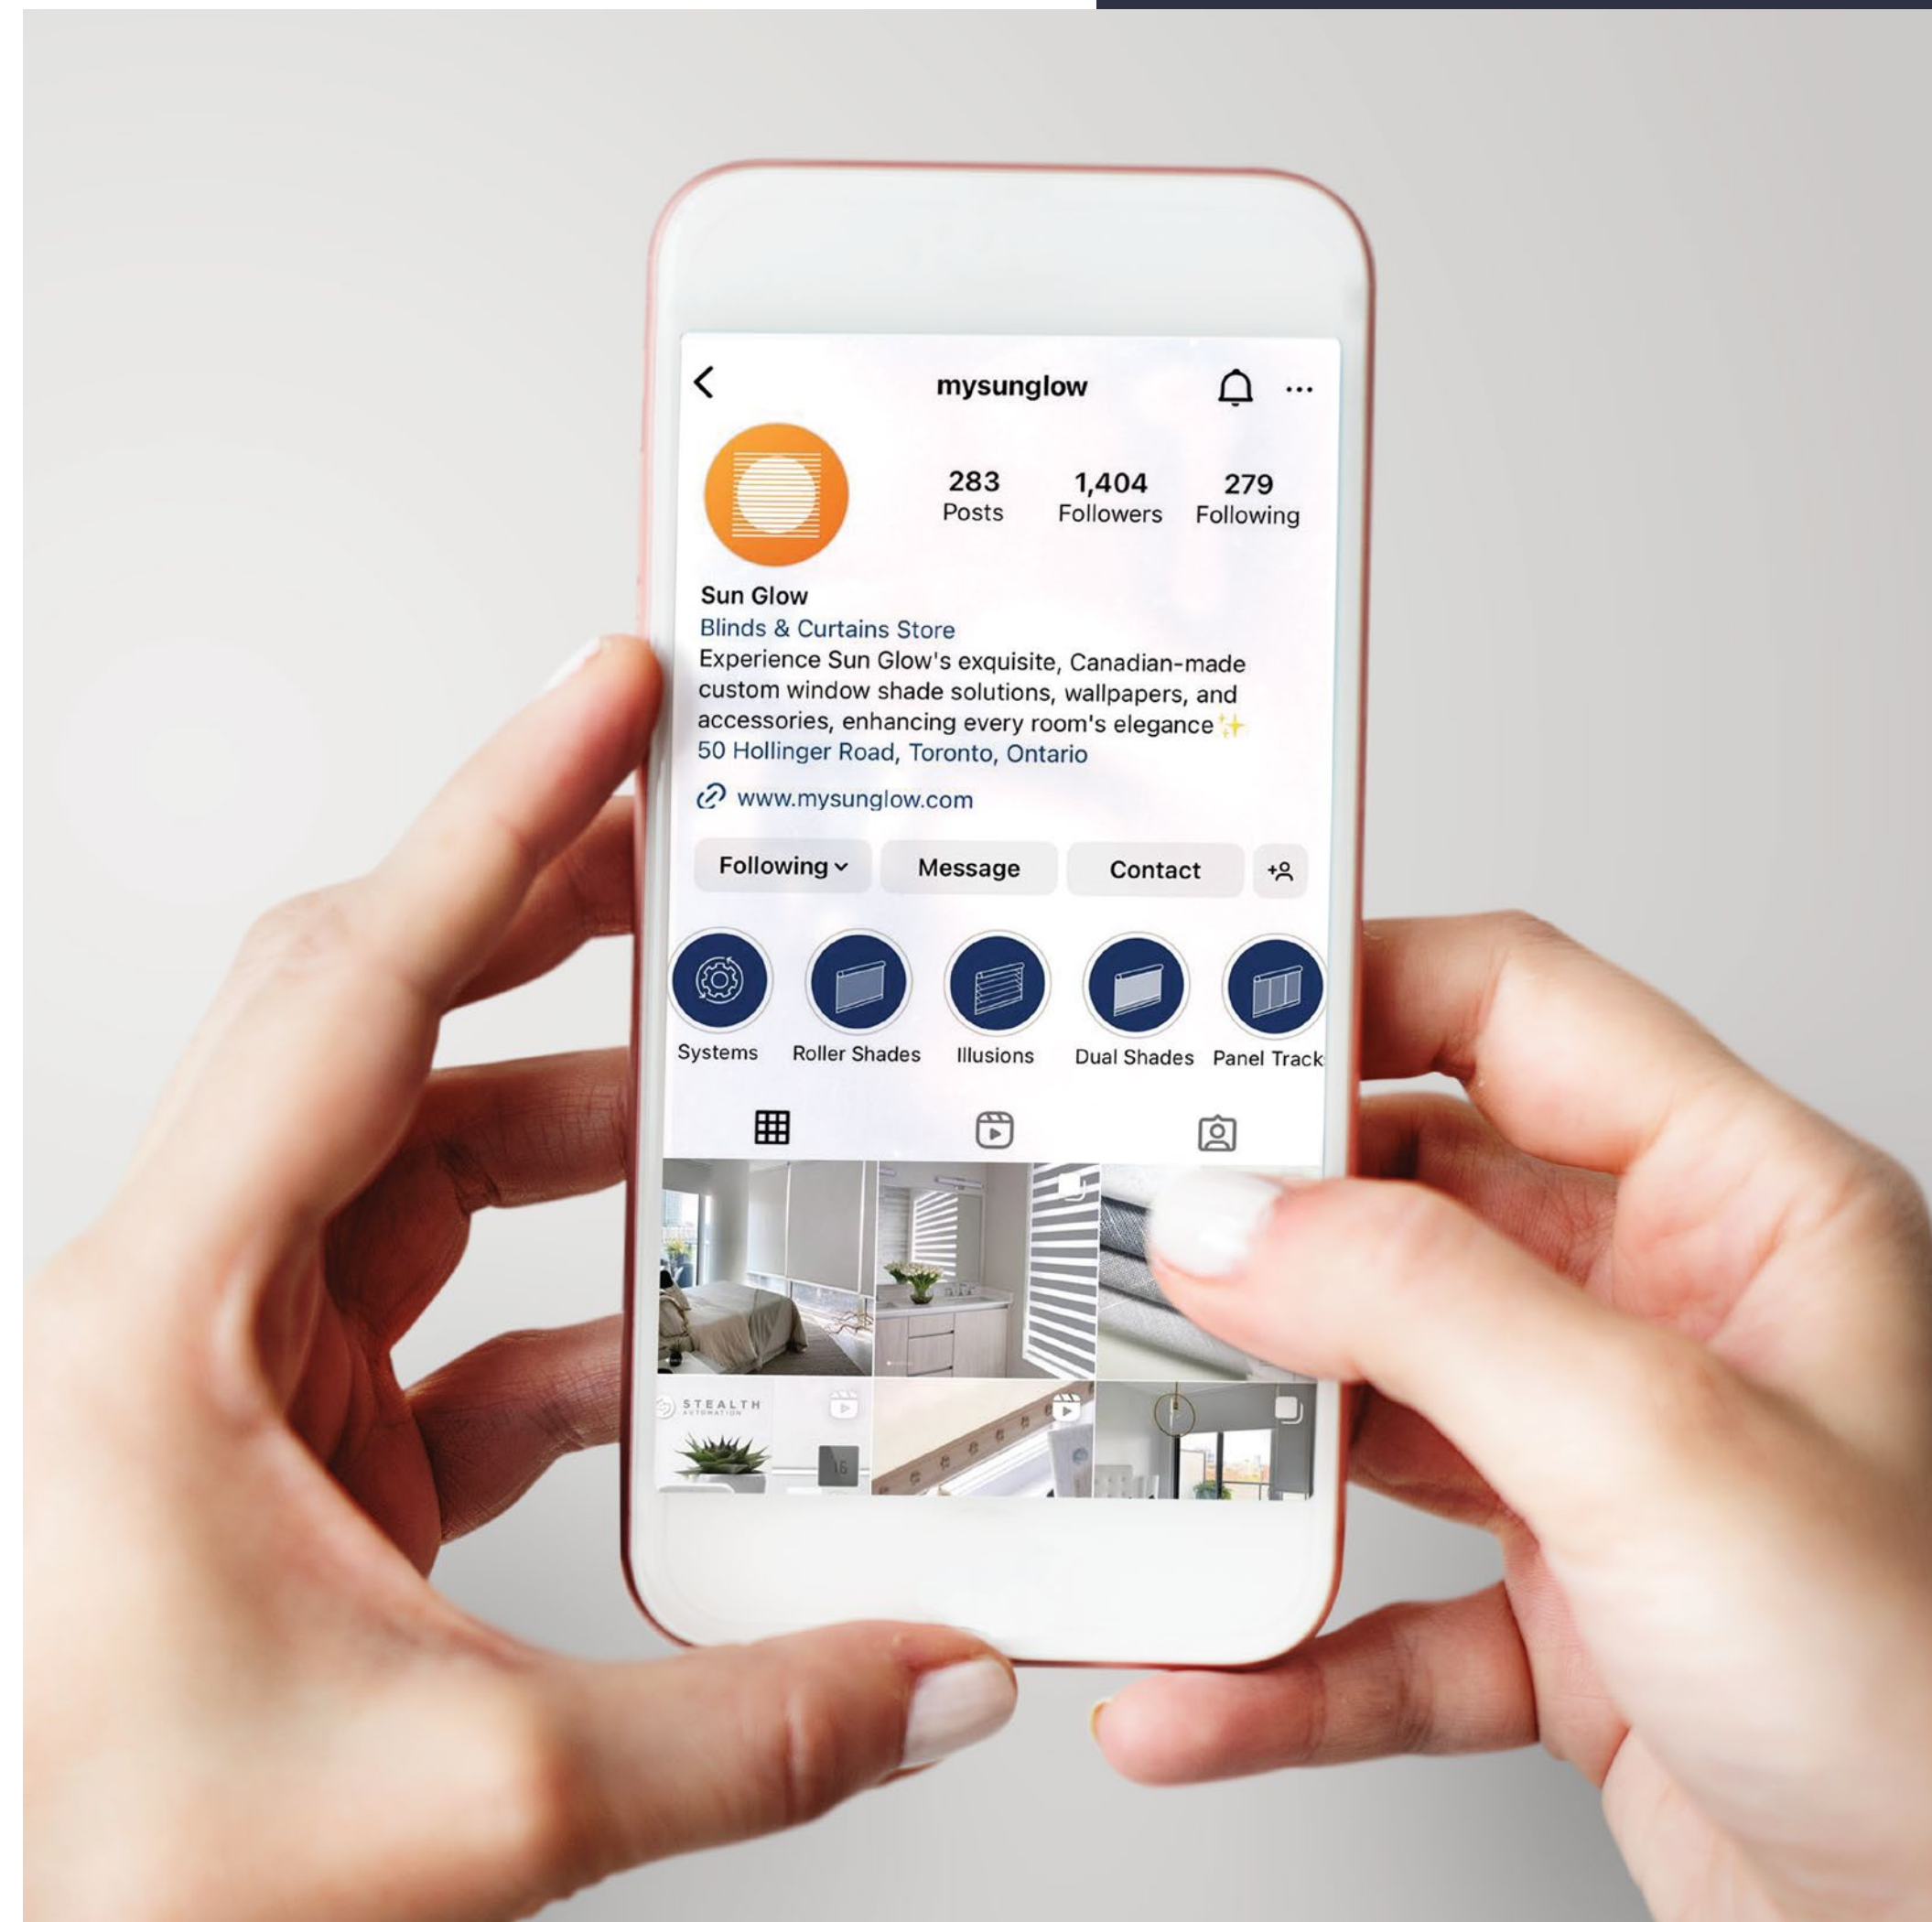 mysunglow
283 1,404 279
Posts Followers Following
Sun Glow
Blinds & Curtains Store
Experience Sun Glow's exquisite, Canadian-made
custom window shade solutions, wallpapers, and
accessories, enhancing every room's elegance✨
50 Hollinger Road, Toronto, Ontario
www.mysunglow.com
Following Message Contact
Systems Roller Shades Illusions Dual Shades Panel Track
STEALTH
AUTOMATION
16